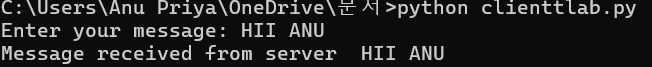 C:\Users\Anu Priya\OneDrive\문서>python clienttlab.py
Enter your message: HII ANU
Message received from server  HII ANU